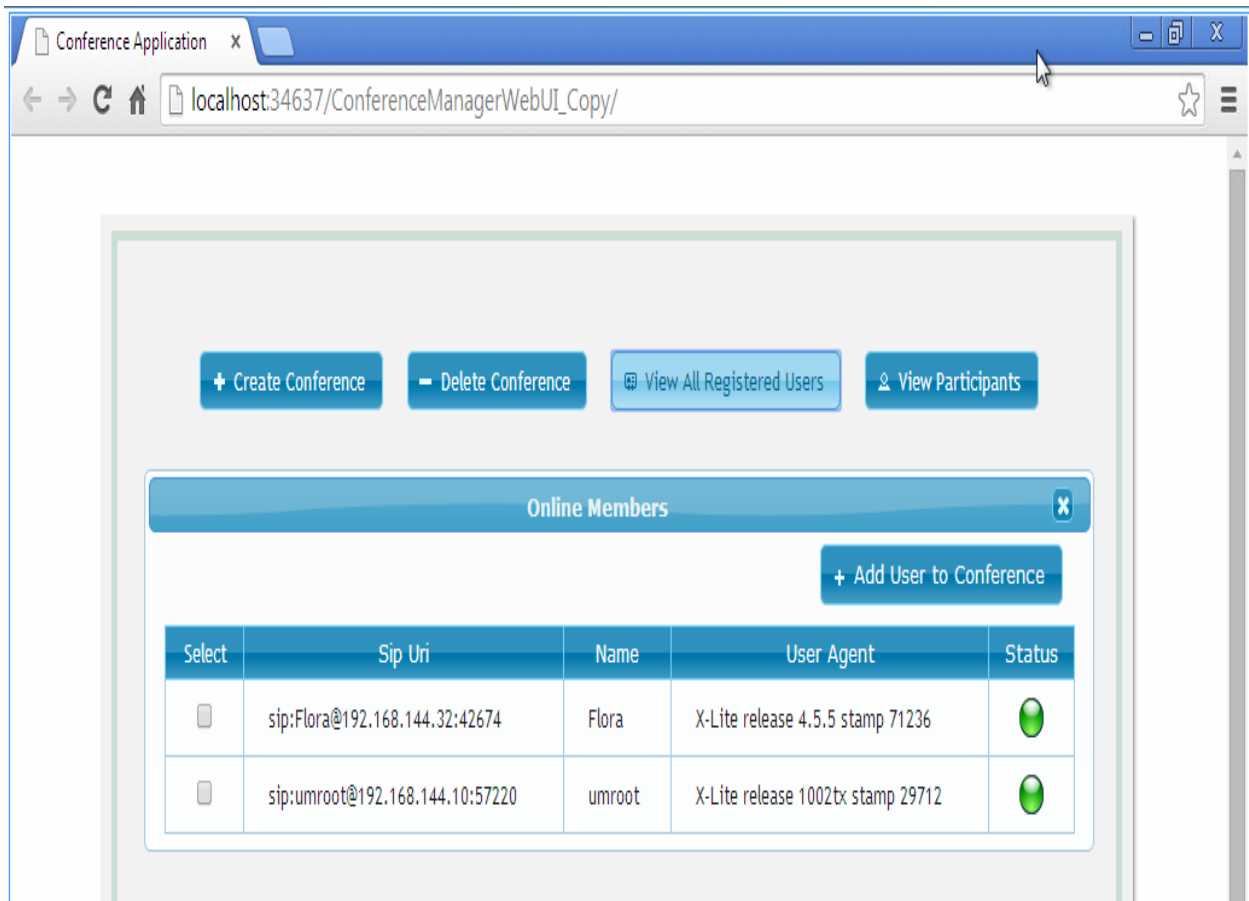 Conference Application x
localhost:34637/ConferenceManagerWebUI_Copy/
+ Create Conference - Delete Conference View All Registered Users View Participants
Online Members
+ Add User to Conference
Select Sip Uri Name User Agent Status
sip:Flora@192.168.144.32:42674 Flora X-Lite release 4.5.5 stamp 71236
sip:umroot@192.168.144.10:57220 umroot X-Lite release 1002tx stamp 29712